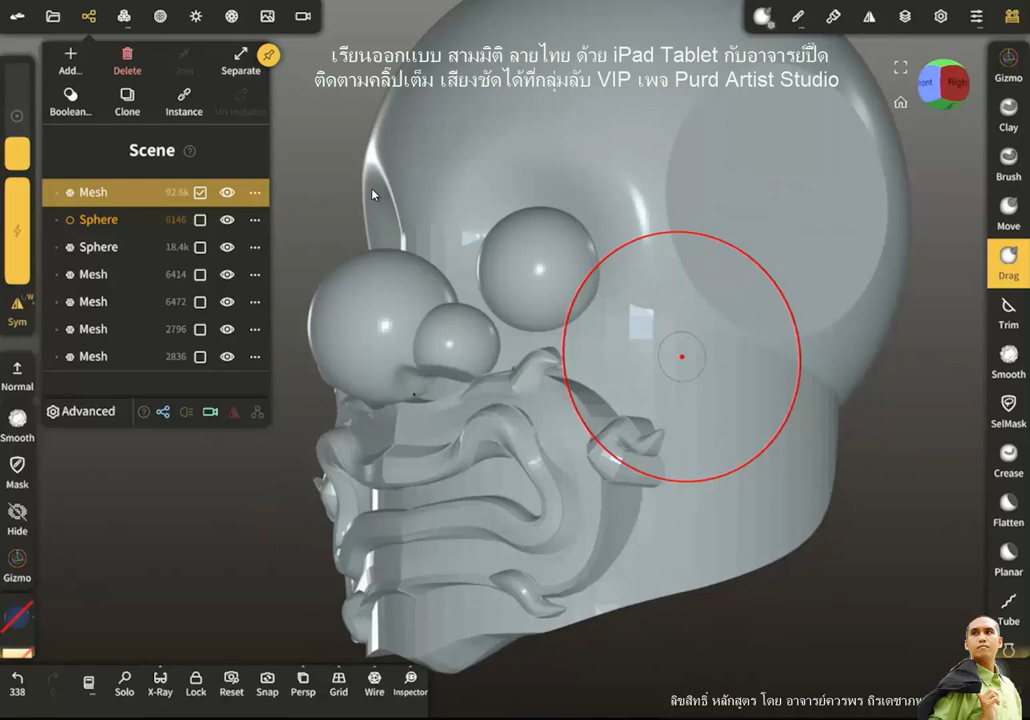 เรียนออกแบบ สามมิติ ลายไทย ด้วย iPad Tablet กับอาจารย์ปื๊ด
ติดตามคลิ๊ปเต็ม เสียงชัดได้ที่กลุ่มลับ VIP เพจ Purd Artist Studio
Add...
Delete
Join
Separate
Boolean...
Clone
Instance
Un-instance
Scene
Mesh 92.6k
Sphere 6146
Sphere 18.4k
Mesh 6414
Mesh 6472
Mesh 2796
Mesh 2836
Advanced
L/W
Sym
Normal
Smooth
Mask
Hide
Gizmo
Front
Right
Gizmo
Clay
Brush
Move
Drag
Trim
Smooth
SelMask
Crease
Flatten
Planar
Tube
338
0
Solo
X-Ray
Lock
Reset
Snap
Persp
Grid
Wire
Inspector
ลิขสิทธิ์ หลักสูตร โดย อาจารย์ควรพร